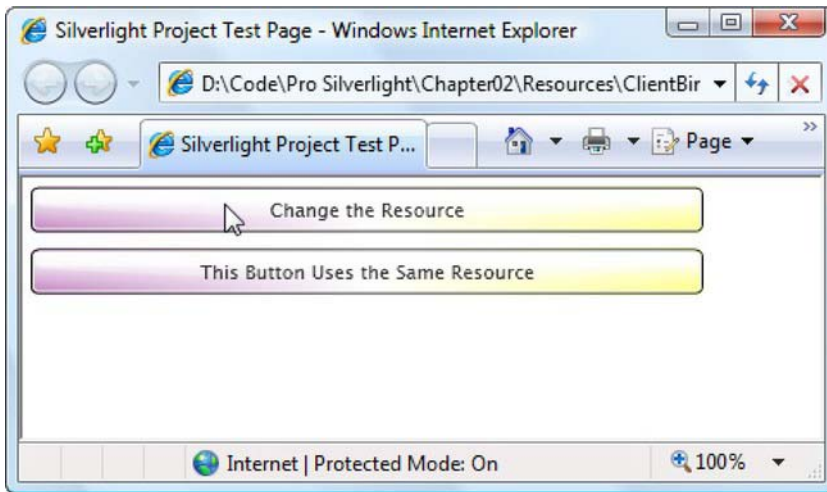 Silverlight Project Test Page - Windows Internet Explorer
D:\Code\Pro Silverlight\Chapter02\Resources\ClientBir
Silverlight Project Test P...
Page
Change the Resource
This Button Uses the Same Resource
Internet | Protected Mode: On
100%